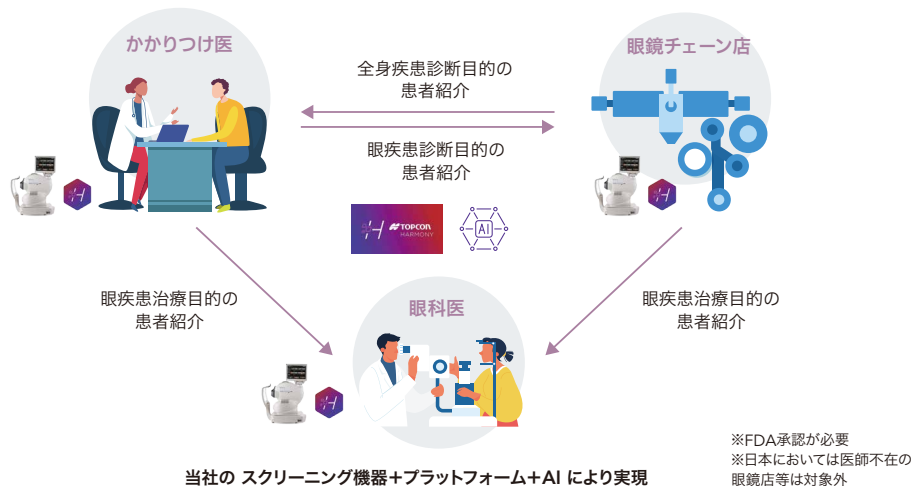 かかりつけ医
眼鏡チェーン店
全身疾患診断目的の
患者紹介
眼疾患診断目的の
患者紹介
TOPCON
HARMONY
AI
眼疾患治療目的の
患者紹介
眼科医
眼疾患治療目的の
患者紹介
※FDA承認が必要
※日本においては医師不在の
眼鏡店等は対象外
当社の スクリーニング機器+プラットフォーム+AI により実現